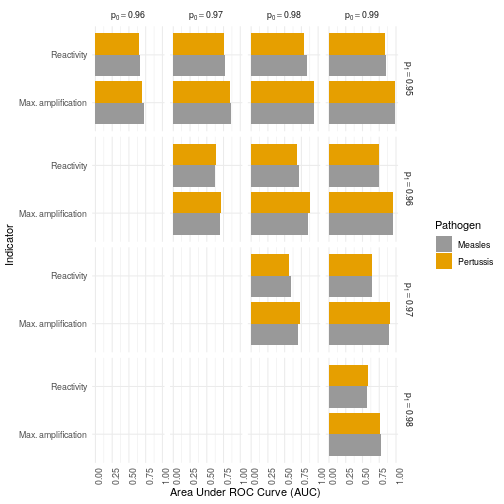 p₀ = 0.96 p₀ = 0.97 p₀ = 0.98 p₀ = 0.99
Reactivity
Max. amplification
p₁ = 0.95
Reactivity
Max. amplification
p₁ = 0.96
Reactivity
Max. amplification
p₁ = 0.97
Reactivity
Max. amplification
p₁ = 0.98
Indicator
0.00 0.25 0.50 0.75 1.00 0.00 0.25 0.50 0.75 1.00 0.00 0.25 0.50 0.75 1.00 0.00 0.25 0.50 0.75 1.00
Area Under ROC Curve (AUC)
Pathogen
Measles
Pertussis